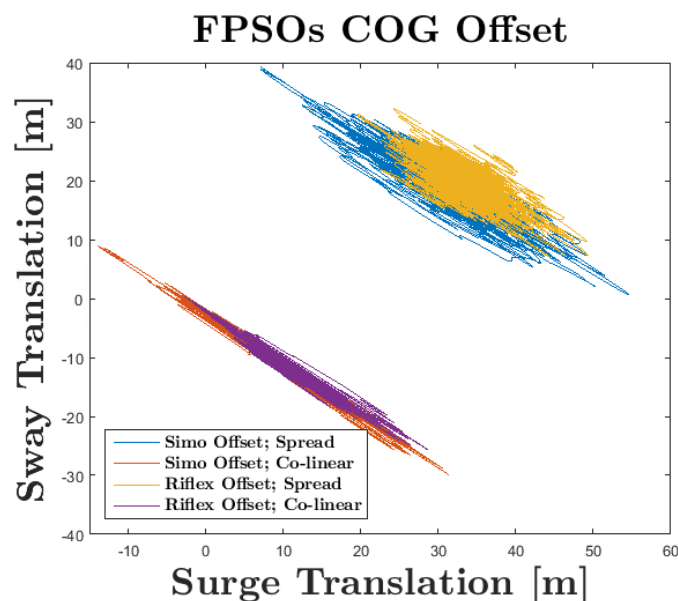 FPSOs COG Offset
Sway Translation [m]
40
30
20
10
0
-10
-20
-30
-40
Simo Offset; Spread
Simo Offset; Co-linear
Riflex Offset; Spread
Riflex Offset; Co-linear
-10 0 10 20 30 40 50 60
Surge Translation [m]